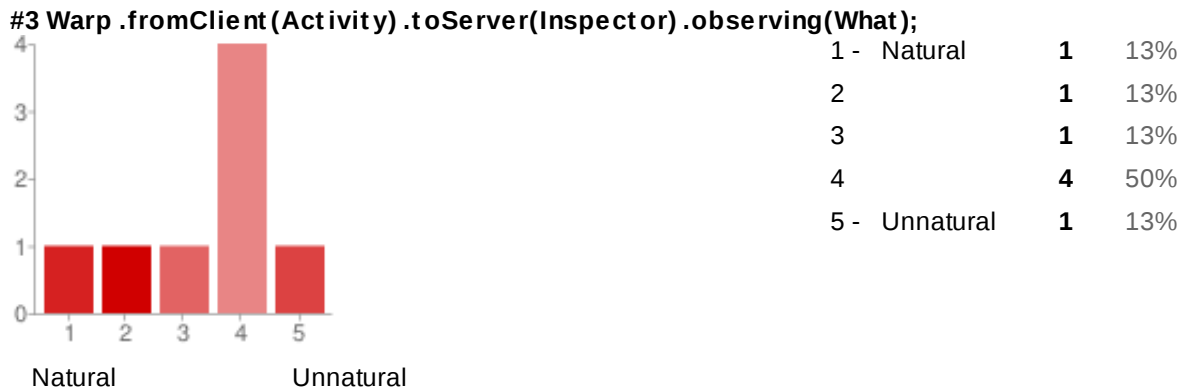 #3 Warp .fromClient(Activity) .toServer(Inspector) .observing(What);
4
3
2
1
0
1 2 3 4 5
Natural Unnatural
1 - Natural 1 13%
2 1 13%
3 1 13%
4 4 50%
5 - Unnatural 1 13%